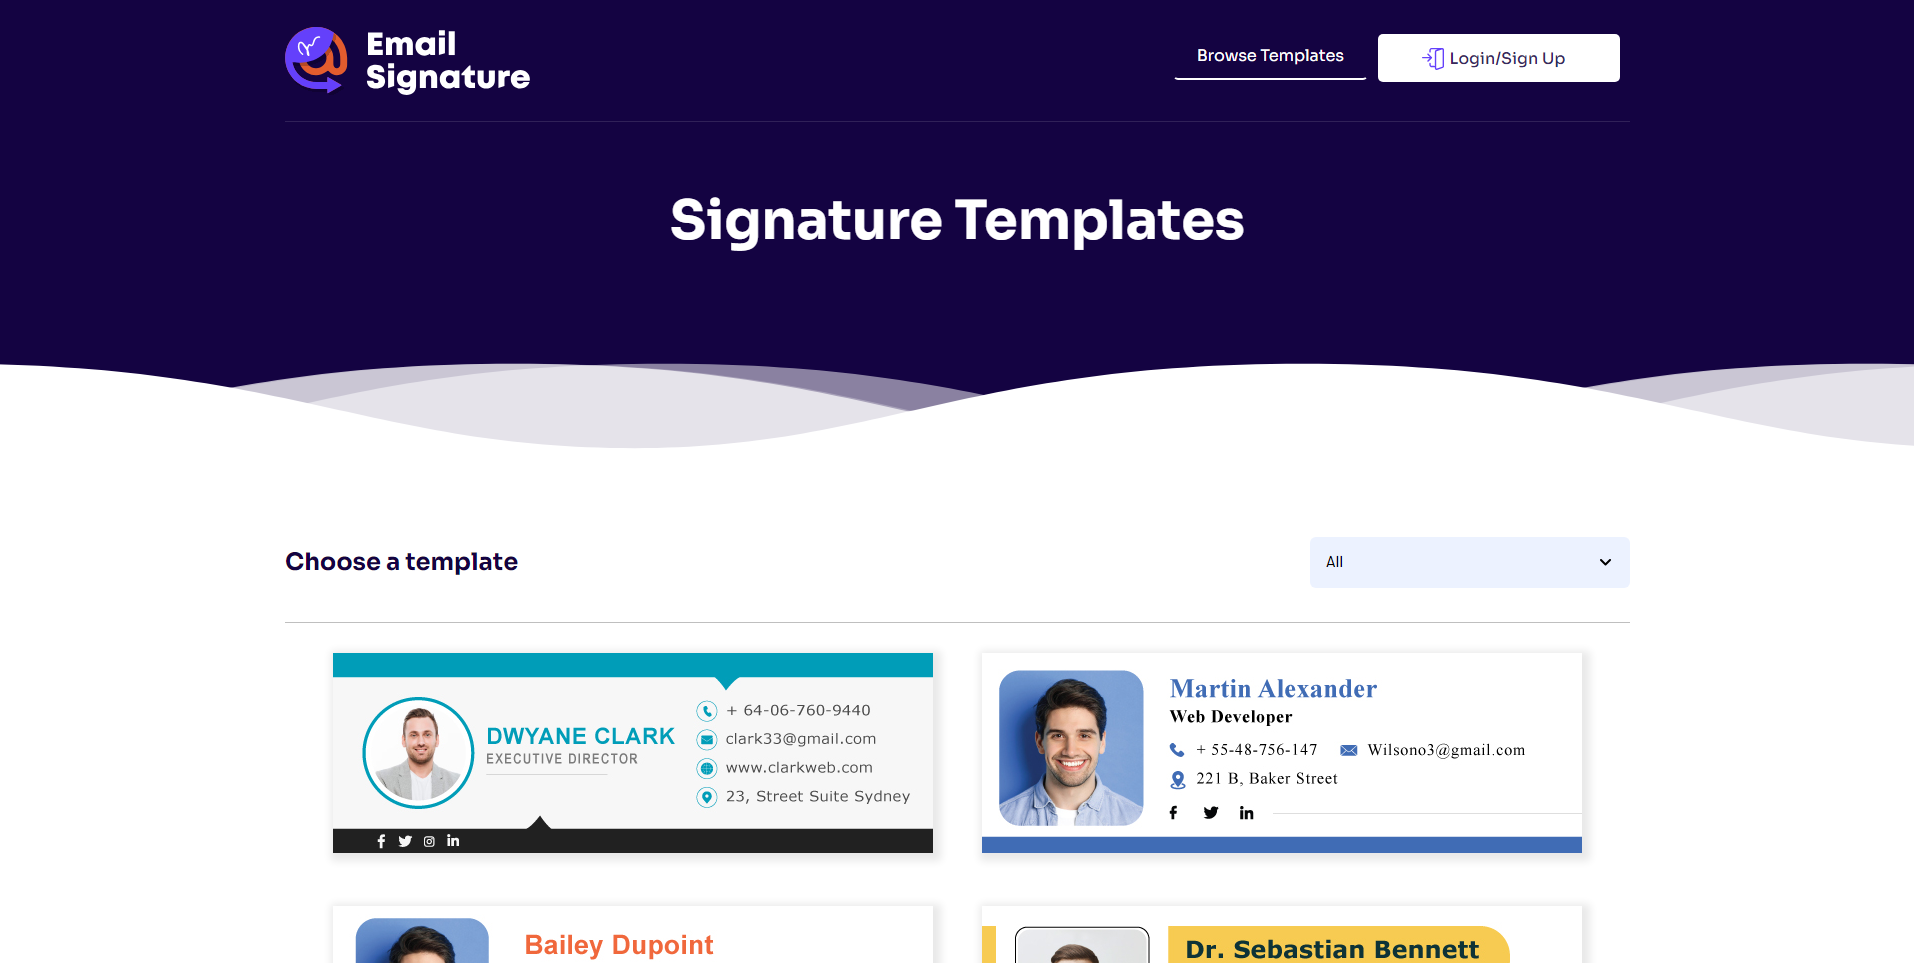 Email
Signature
Browse Templates
Login/Sign Up
Signature Templates
Choose a template
All
DWYANE CLARK
EXECUTIVE DIRECTOR
+ 64-06-760-9440
clark33@gmail.com
www.clarkweb.com
23, Street Suite Sydney
Martin Alexander
Web Developer
+ 55-48-756-147
Wilsono3@gmail.com
221 B, Baker Street
Bailey Dupoint
Dr. Sebastian Bennett